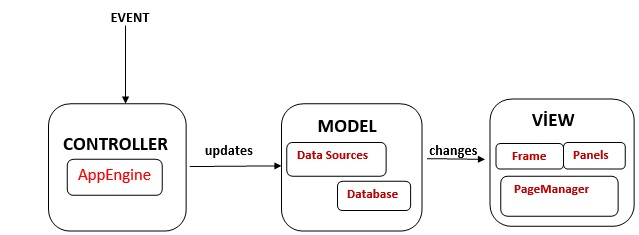 EVENT
CONTROLLER
AppEngine
updates
MODEL
Data Sources
Database
changes
VİEW
Frame
Panels
PageManager